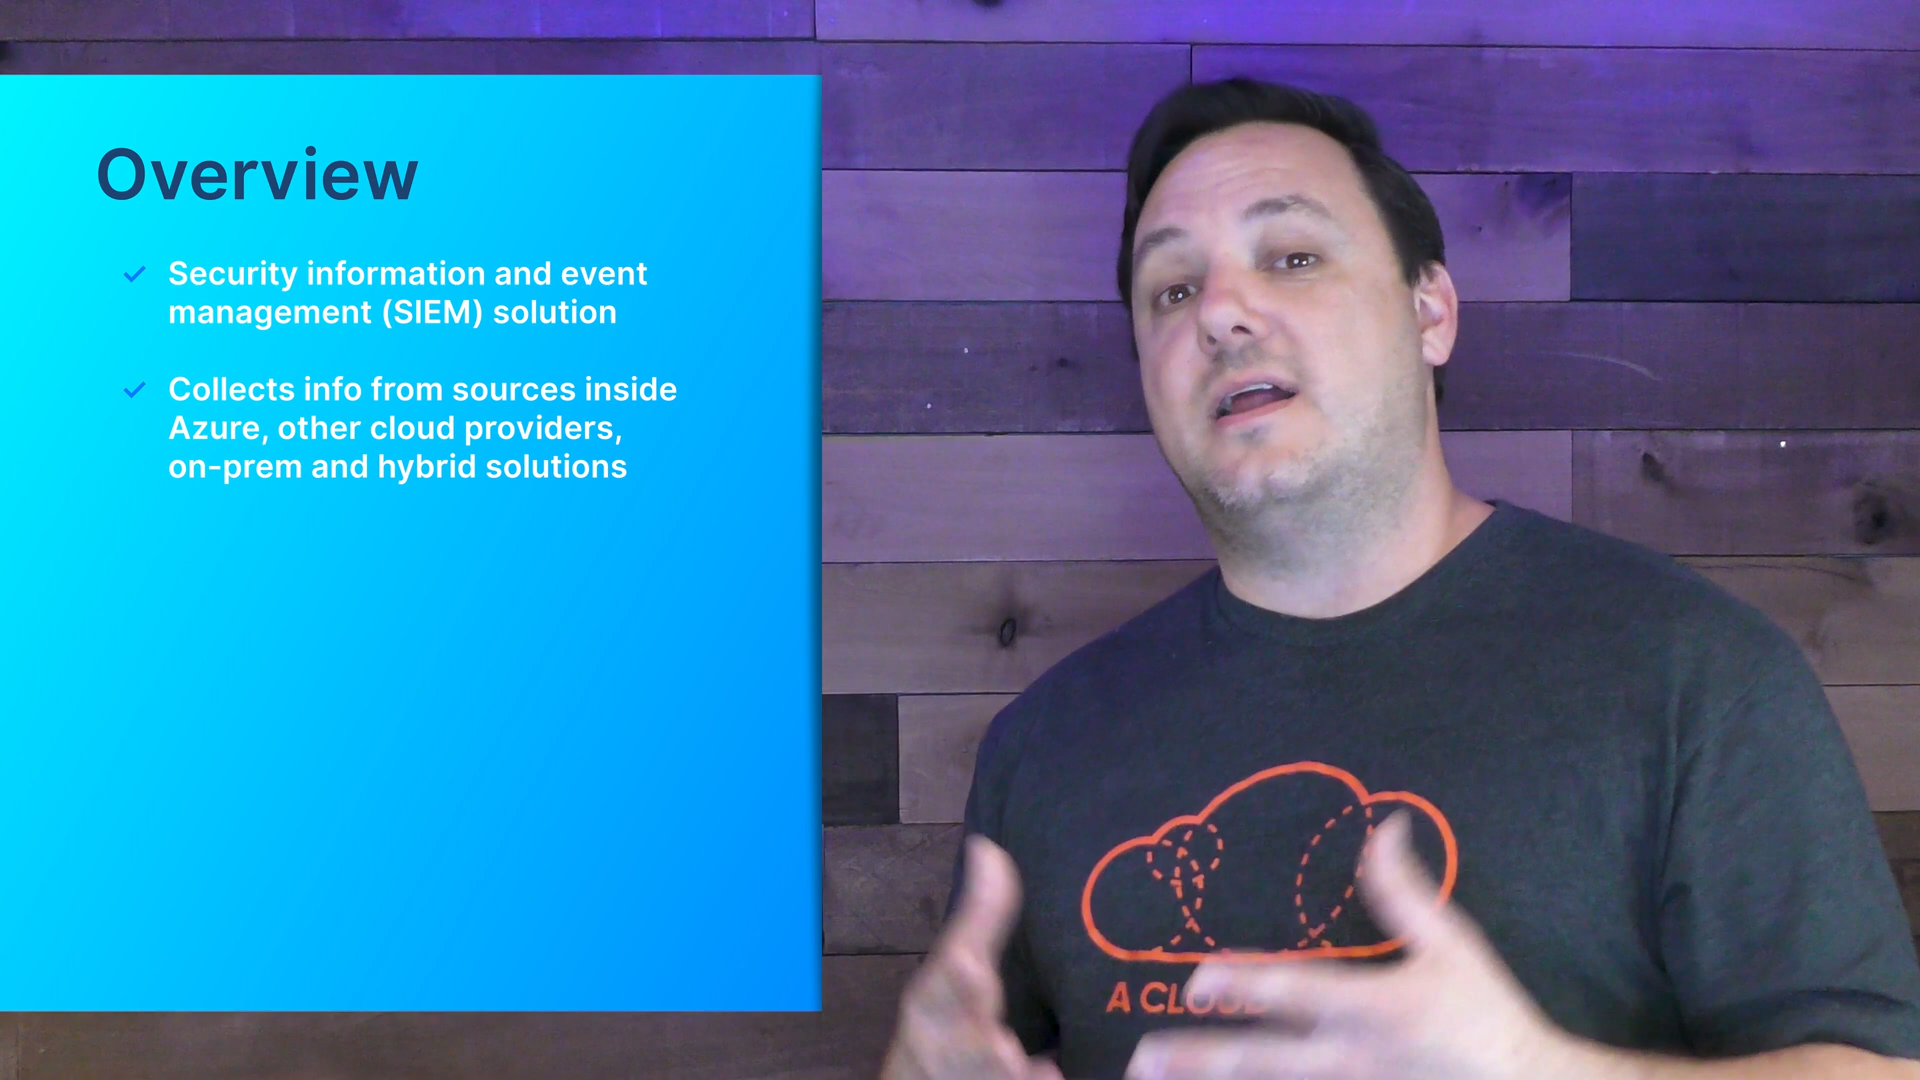 Overview
Security information and event
management (SIEM) solution
Collects info from sources inside
Azure, other cloud providers,
on-prem and hybrid solutions
A CLOUD